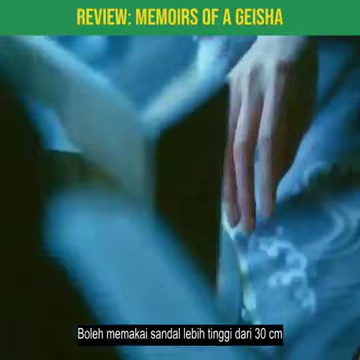 REVIEW: MEMOIRS OF A GEISHA
Boleh memakai sandal lebih tinggi dari 30 cm